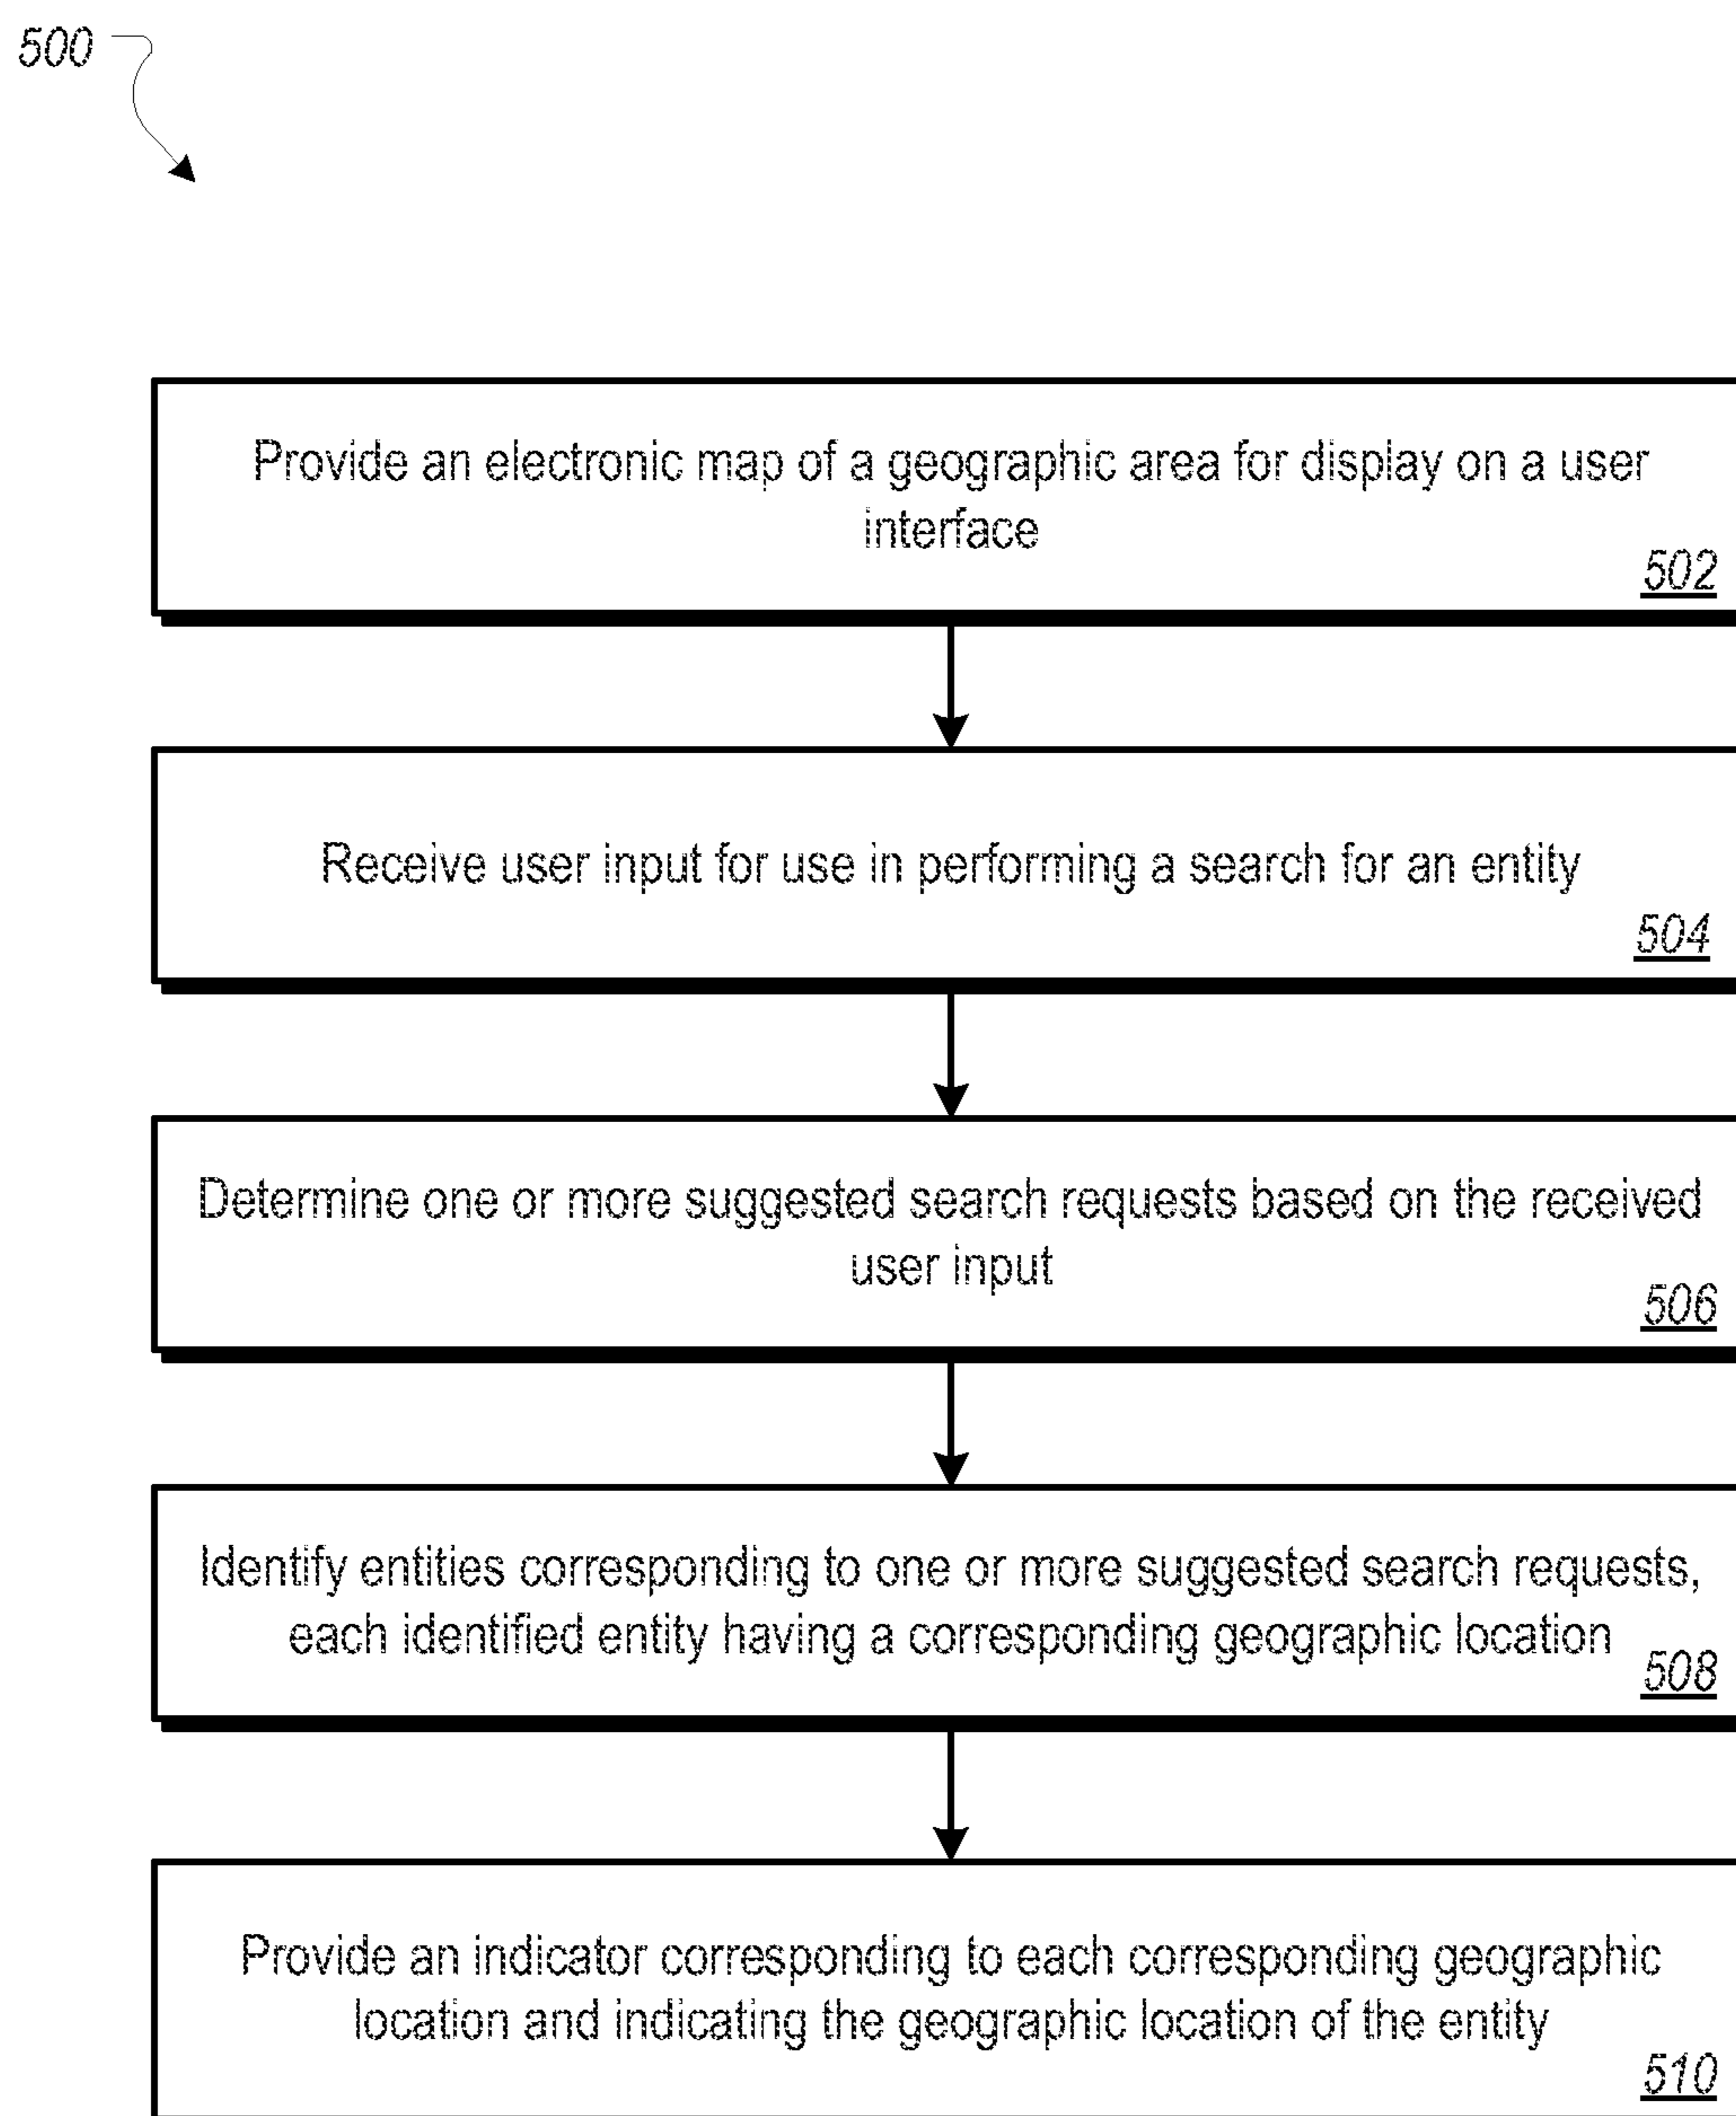 500
Provide an electronic map of a geographic area for display on a user
interface
502
Receive user input for use in performing a search for an entity
504
Determine one or more suggested search requests based on the received
user input
506
Identify entities corresponding to one or more suggested search requests,
each identified entity having a corresponding geographic location
508
Provide an indicator corresponding to each corresponding geographic
location and indicating the geographic location of the entity
510